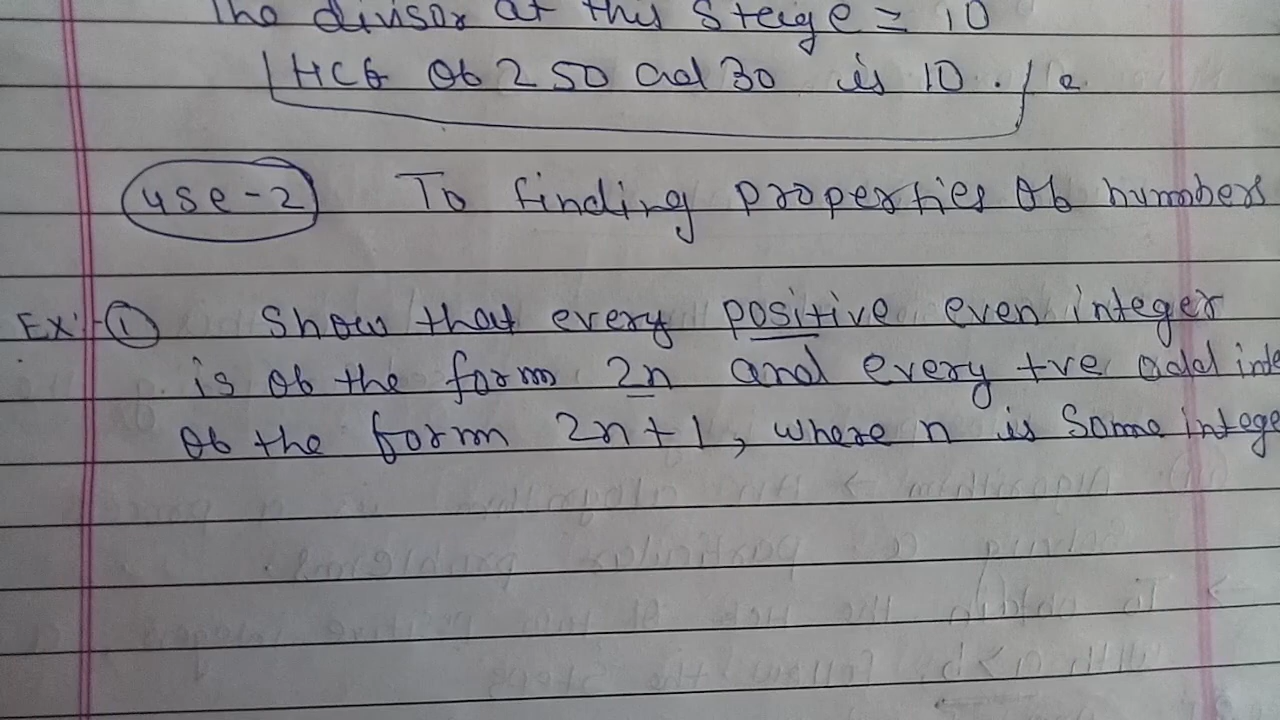 The divisor at this Steige = 10
HCF Of 250 ad 30 is 10.
use-2 To finding properties Of numbers
Ex:- 1 Show that every positive even integer
is of the form 2n and every +ve odd inte
Of the form 2n+1, where n is Some intege